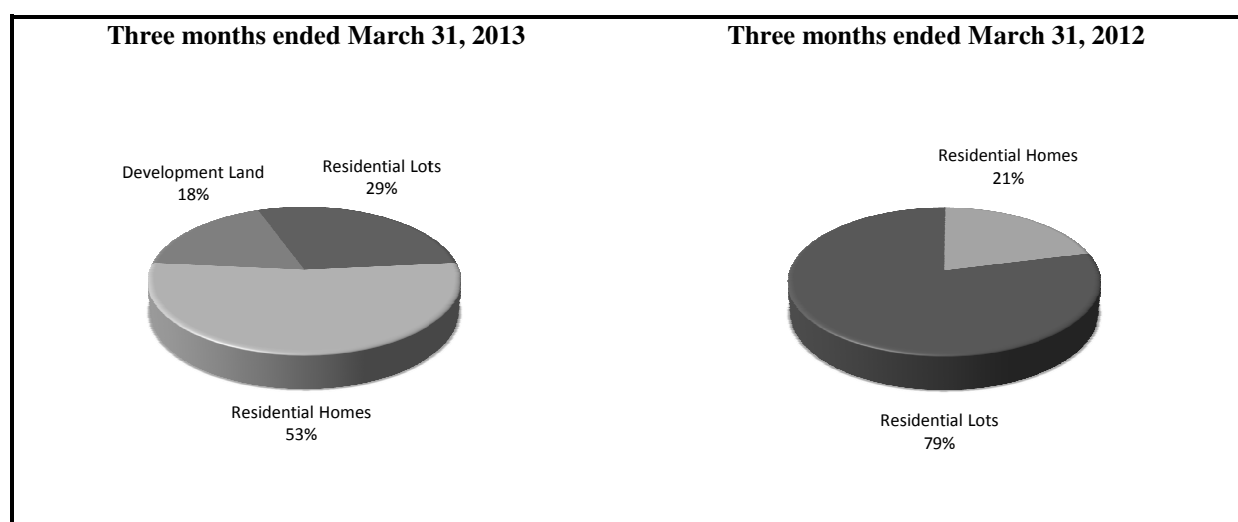 Three months ended March 31, 2013
Development Land
18%
Residential Lots
29%
Residential Homes
53%
Three months ended March 31, 2012
Residential Homes
21%
Residential Lots
79%